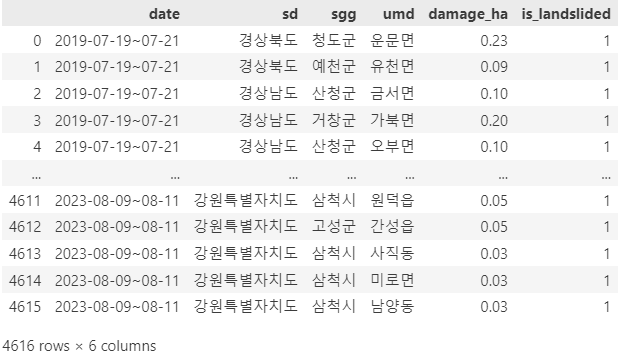 date sd sgg umd damage_ha is_landslided
0 2019-07-19~07-21 경상북도 청도군 운문면 0.23 1
1 2019-07-19~07-21 경상북도 예천군 유천면 0.09 1
2 2019-07-19~07-21 경상남도 산청군 금서면 0.10 1
3 2019-07-19~07-21 경상남도 거창군 가북면 0.20 1
4 2019-07-19~07-21 경상남도 산청군 오부면 0.10 1
... ... ... ... ... ... ...
4611 2023-08-09~08-11 강원특별자치도 삼척시 원덕읍 0.05 1
4612 2023-08-09~08-11 강원특별자치도 고성군 간성읍 0.05 1
4613 2023-08-09~08-11 강원특별자치도 삼척시 사직동 0.03 1
4614 2023-08-09~08-11 강원특별자치도 삼척시 미로면 0.03 1
4615 2023-08-09~08-11 강원특별자치도 삼척시 남양동 0.03 1
4616 rows × 6 columns